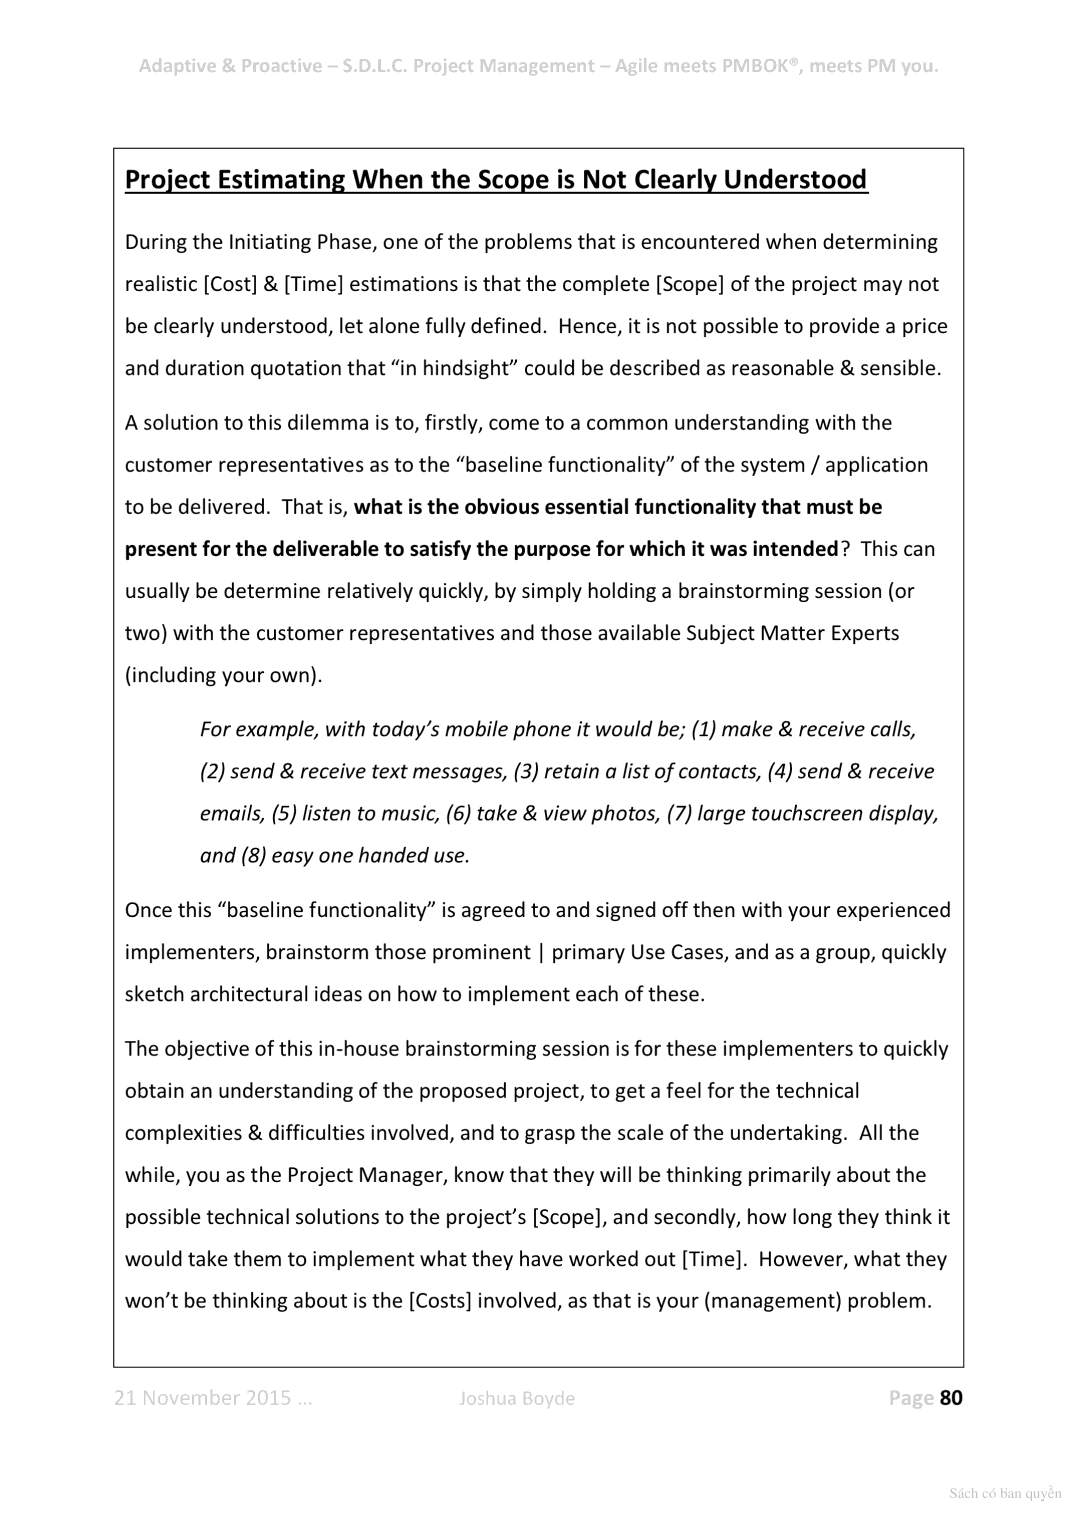 Adaptive & Proactive – S.D.L.C. Project Management – Agile meets PMBOK®, meets PM you.
Project Estimating When the Scope is Not Clearly Understood
During the Initiating Phase, one of the problems that is encountered when determining
realistic [Cost] & [Time] estimations is that the complete [Scope] of the project may not
be clearly understood, let alone fully defined.  Hence, it is not possible to provide a price
and duration quotation that “in hindsight” could be described as reasonable & sensible.
A solution to this dilemma is to, firstly, come to a common understanding with the
customer representatives as to the “baseline functionality” of the system / application
to be delivered.  That is, what is the obvious essential functionality that must be
present for the deliverable to satisfy the purpose for which it was intended?  This can
usually be determine relatively quickly, by simply holding a brainstorming session (or
two) with the customer representatives and those available Subject Matter Experts
(including your own).
For example, with today’s mobile phone it would be; (1) make & receive calls,
(2) send & receive text messages, (3) retain a list of contacts, (4) send & receive
emails, (5) listen to music, (6) take & view photos, (7) large touchscreen display,
and (8) easy one handed use.
Once this “baseline functionality” is agreed to and signed off then with your experienced
implementers, brainstorm those prominent | primary Use Cases, and as a group, quickly
sketch architectural ideas on how to implement each of these.
The objective of this in-house brainstorming session is for these implementers to quickly
obtain an understanding of the proposed project, to get a feel for the technical
complexities & difficulties involved, and to grasp the scale of the undertaking.  All the
while, you as the Project Manager, know that they will be thinking primarily about the
possible technical solutions to the project’s [Scope], and secondly, how long they think it
would take them to implement what they have worked out [Time].  However, what they
won’t be thinking about is the [Costs] involved, as that is your (management) problem.
21 November 2015 ... Joshua Boyde Page 80
Sách có bản quyền